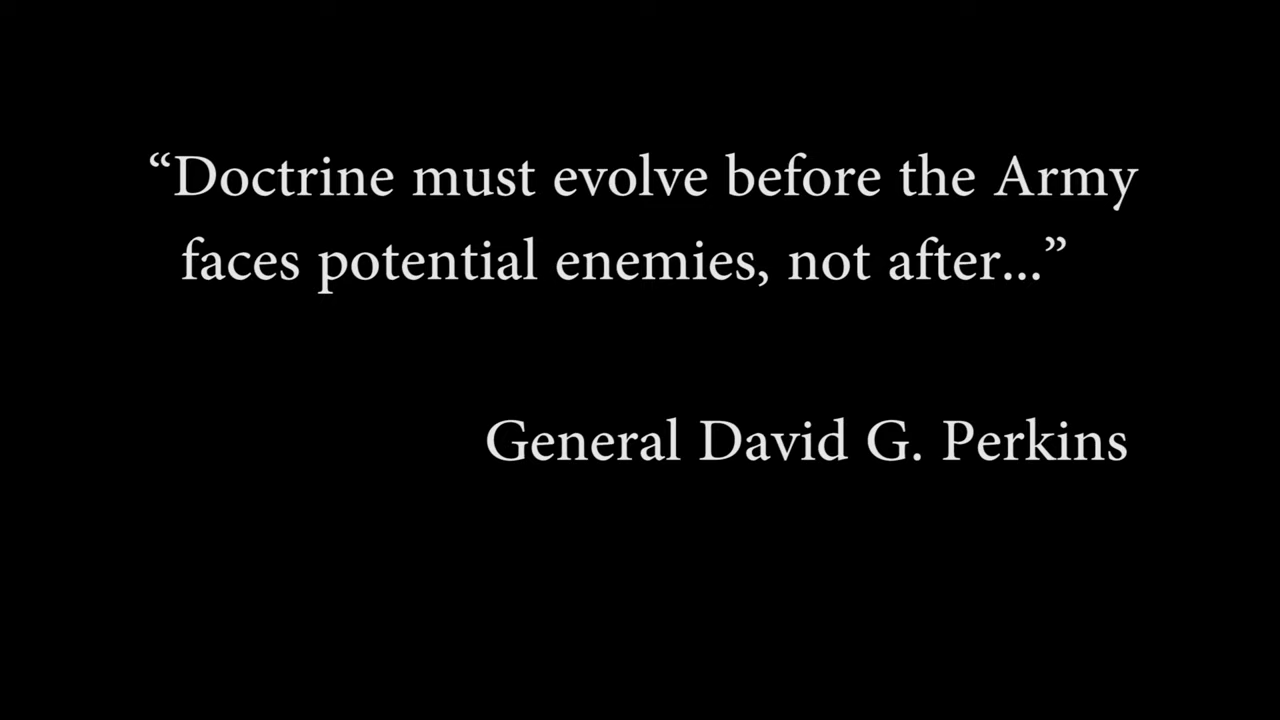 “Doctrine must evolve before the Army
faces potential enemies, not after...”
General David G. Perkins